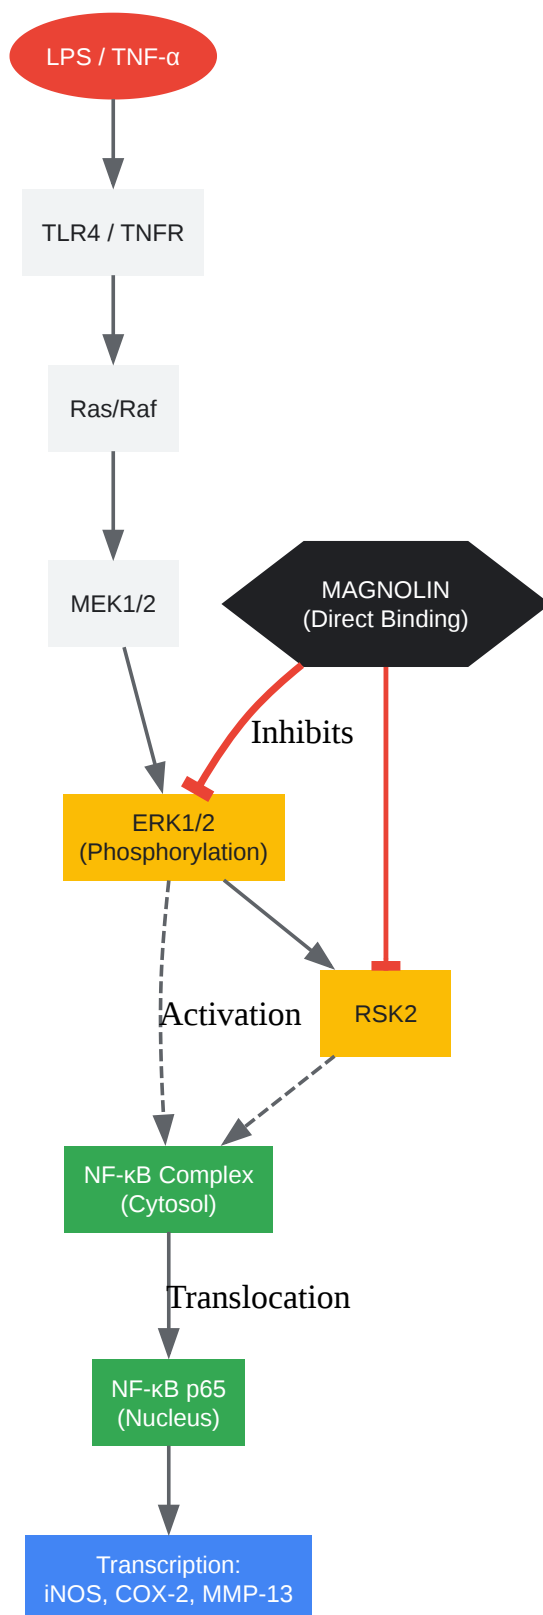 LPS / TNF-α
TLR4 / TNFR
Ras/Raf
MEK1/2
MAGNOLIN
(Direct Binding)
Inhibits
ERK1/2
(Phosphorylation)
Activation
RSK2
NF-κB Complex
(Cytosol)
Translocation
NF-κB p65
(Nucleus)
Transcription:
iNOS, COX-2, MMP-13